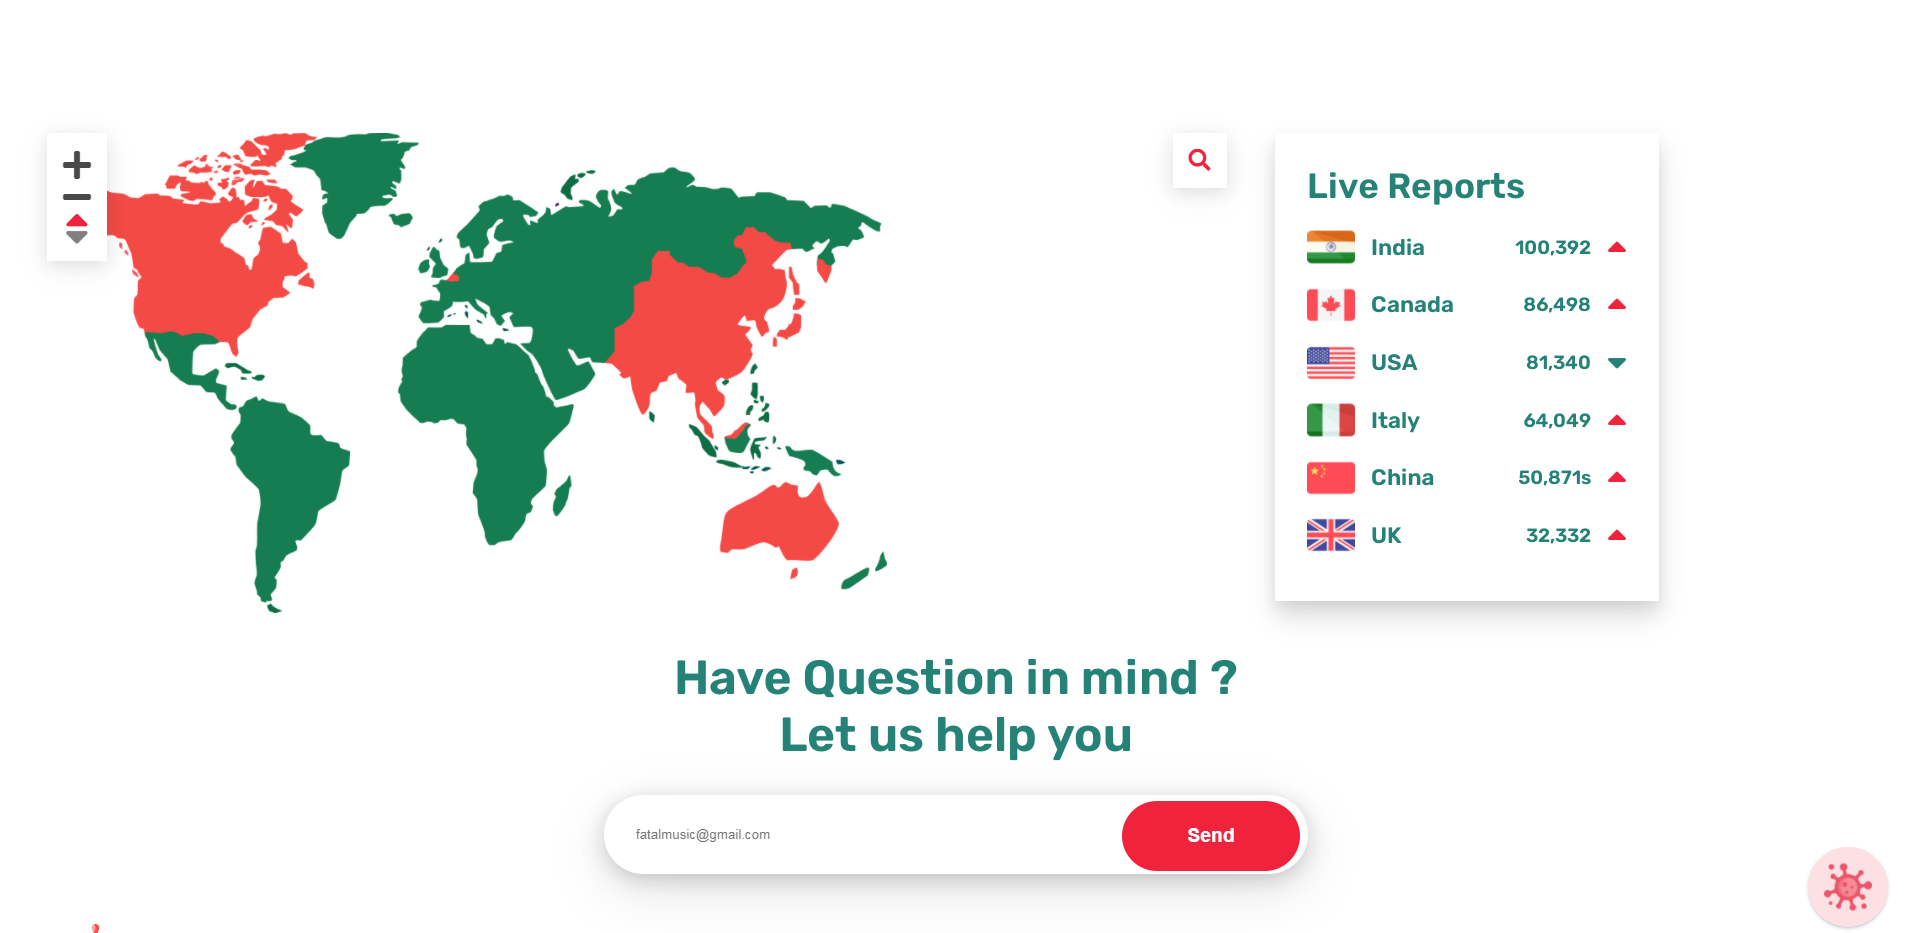 Live Reports
India 100,392
Canada 86,498
USA 81,340
Italy 64,049
China 50,871s
UK 32,332
Have Question in mind ?
Let us help you
fatalmusic@gmail.com Send